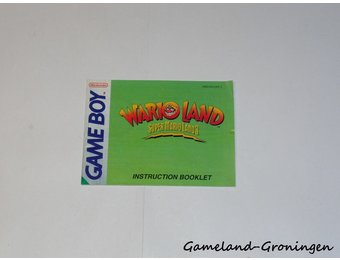 Nintendo
GAME BOY
WARIO LAND
SUPER MARIO LAND 3
INSTRUCTION BOOKLET
Gameland-Groningen